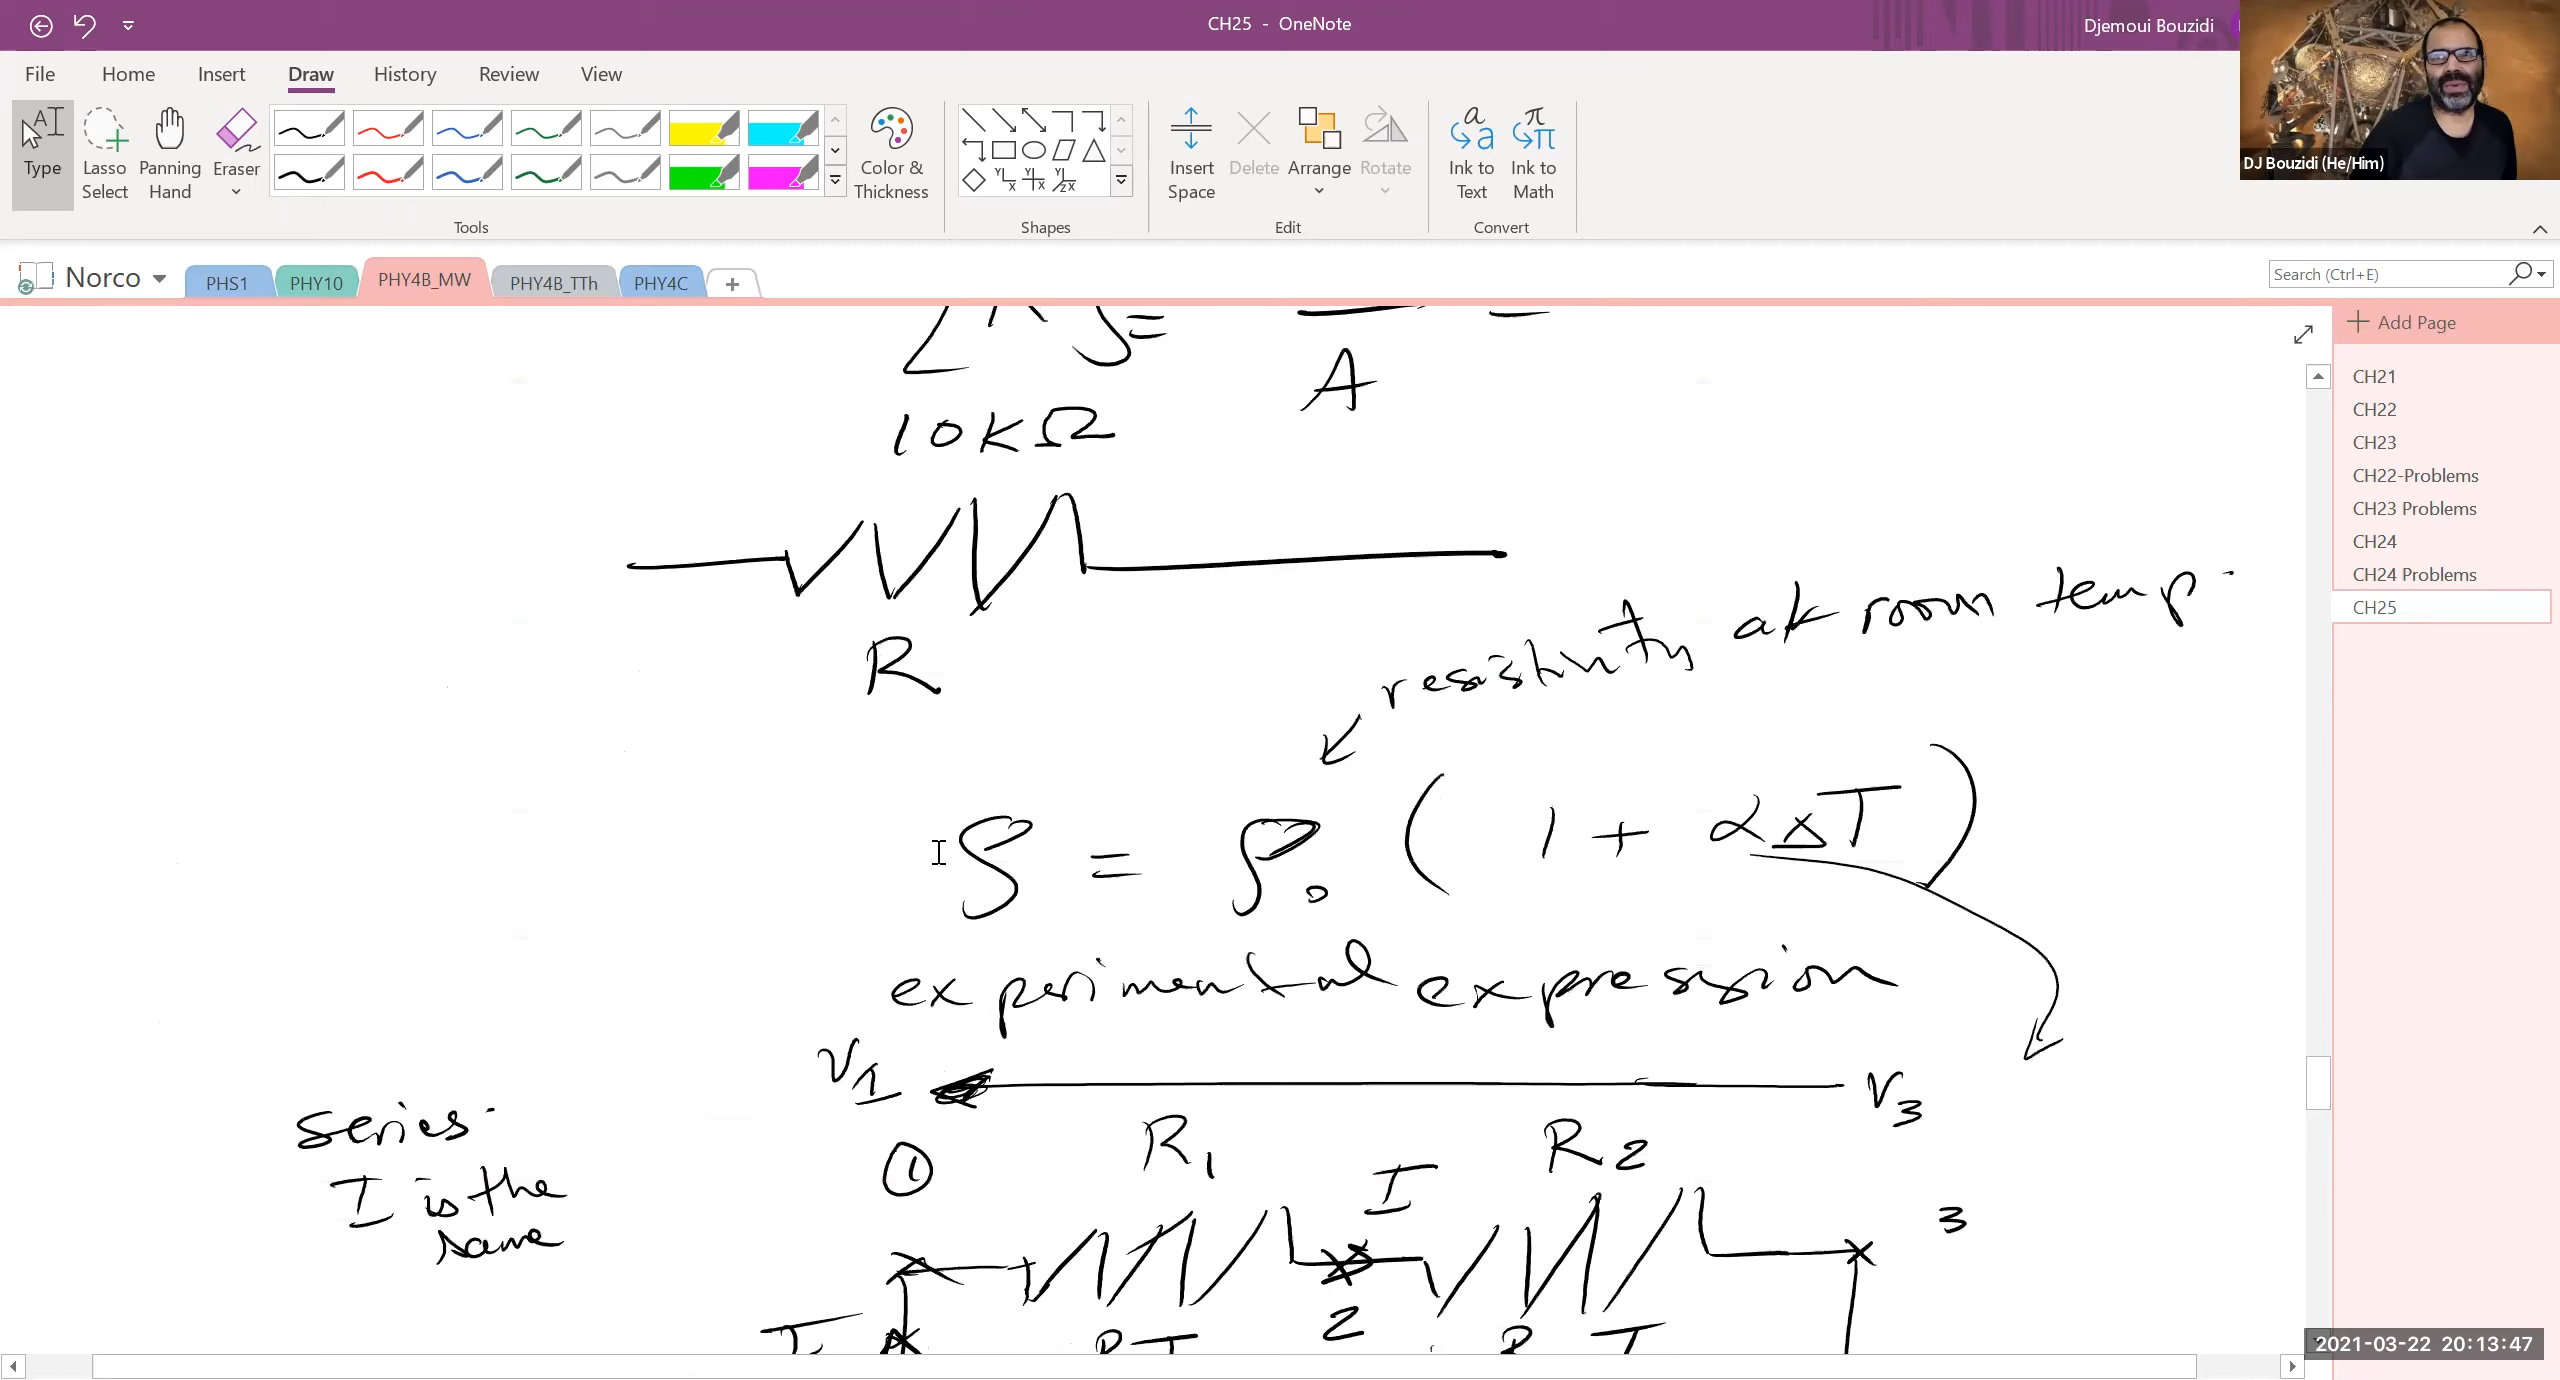 CH25 - OneNote
Djemoui Bouzidi
File Home Insert Draw History Review View
Type
Lasso Select
Panning Hand
Eraser
Color & Thickness
Insert Space
Delete
Arrange
Rotate
Ink to Text
Ink to Math
Tools
Shapes
Edit
Convert
DJ Bouzidi (He/Him)
Norco
PHS1 PHY10 PHY4B_MW PHY4B_TTh PHY4C +
Search (Ctrl+E)
Add Page
CH21
CH22
CH23
CH22-Problems
CH23 Problems
CH24
CH24 Problems
CH25
A
10KΩ
R
resistivity at room temp.
ρ = ρ₀ ( 1 + αΔT )
experimental expression
V1 V3
series.
I is the
same
1 R1 I R2 3
2
2021-03-22 20:13:47